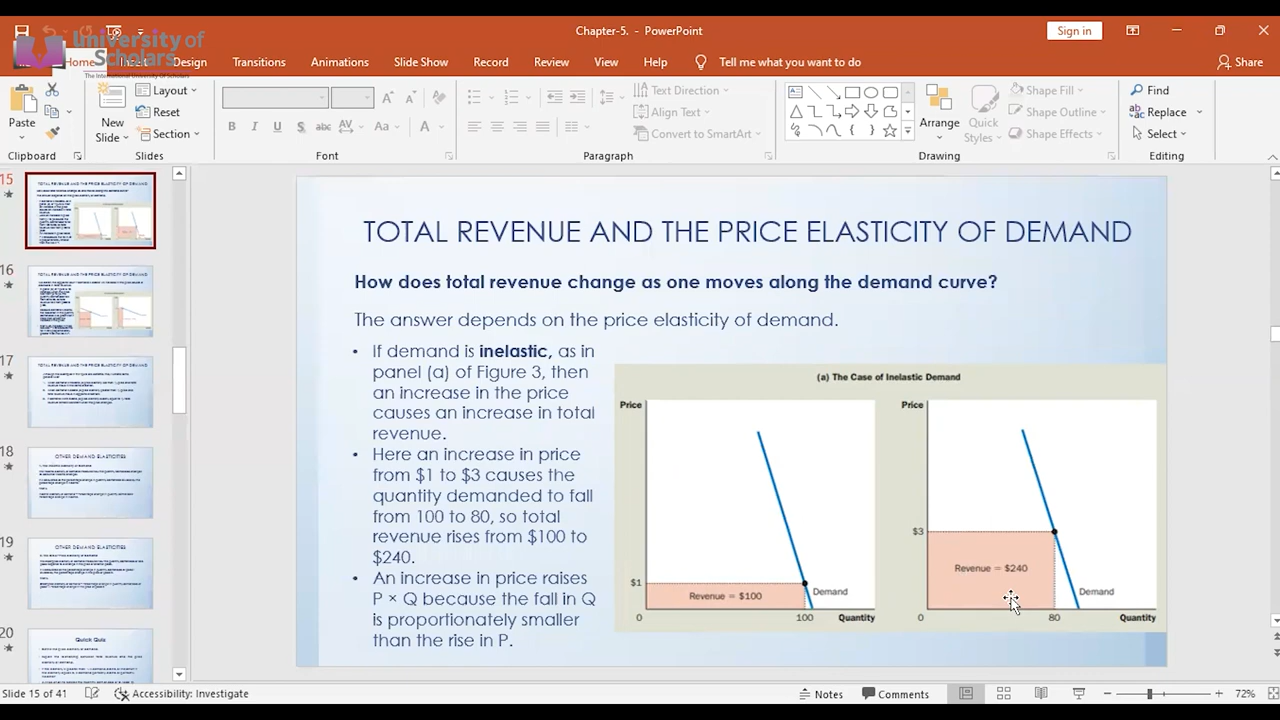 University of
Scholars
The International University Of Scholars
Chapter-5. - PowerPoint
Sign in
Home
Design
Transitions
Animations
Slide Show
Record
Review
View
Help
Tell me what you want to do
Share
Paste
New
Slide
Layout
Reset
Section
Text Direction
Align Text
Convert to SmartArt
Arrange
Quick
Styles
Shape Fill
Shape Outline
Shape Effects
Find
Replace
Select
Clipboard
Slides
Font
Paragraph
Drawing
Editing
15
16
17
18
19
20
OTHER DEMAND ELASTICITIES
OTHER DEMAND ELASTICITIES
Quick Quiz
TOTAL REVENUE AND THE PRICE ELASTICITY OF DEMAND
How does total revenue change as one moves along the demand curve?
The answer depends on the price elasticity of demand.
• If demand is inelastic, as in
panel (a) of Figure 3, then
an increase in the price
causes an increase in total
revenue.
• Here an increase in price
from $1 to $3 causes the
quantity demanded to fall
from 100 to 80, so total
revenue rises from $100 to
$240.
• An increase in price raises
P × Q because the fall in Q
is proportionately smaller
than the rise in P.
(a) The Case of Inelastic Demand
Price
$1
Revenue = $100
Demand
0
100
Quantity
Price
$3
Revenue = $240
Demand
0
80
Quantity
Slide 15 of 41
Accessibility: Investigate
Notes
Comments
72%